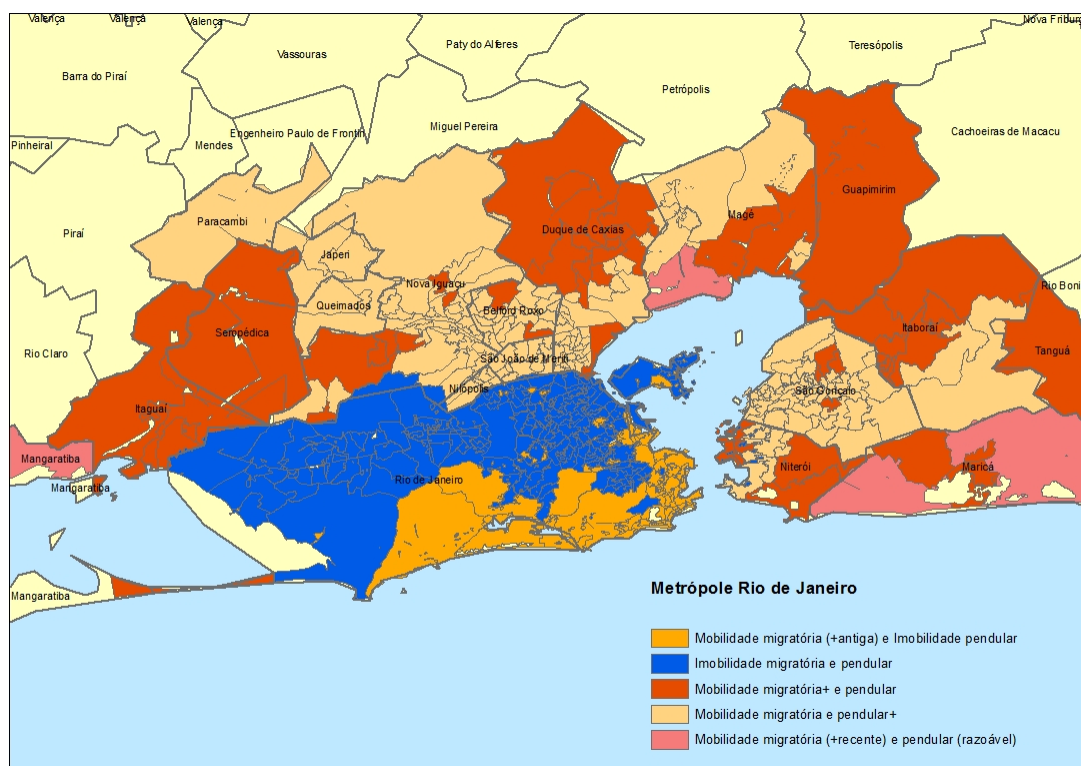 Valença
Valença
Valença
Nova Friburg
Paty do Alferes
Teresópolis
Vassouras
Barra do Piraí
Petrópolis
Miguel Pereira
Engenheiro Paulo de Frontin
Cachoeiras de Macacu
Pinheiral
Mendes
Guapimirim
Paracambi
Magé
Piraí
Duque de Caxias
Japeri
Nova Iguaçu
Rio Boni
Queimados
Belford Roxo
Itaboraí
Seropédica
Tanguá
Rio Claro
São João de Meriti
Nilópolis
São Gonçalo
Itaguaí
Mangaratiba
Niterói
Maricá
Rio de Janeiro
Mangaratiba
Mangaratiba
Metrópole Rio de Janeiro
Mobilidade migratória (+antiga) e Imobilidade pendular
Imobilidade migratória e pendular
Mobilidade migratória+ e pendular
Mobilidade migratória e pendular+
Mobilidade migratória (+recente) e pendular (razoável)